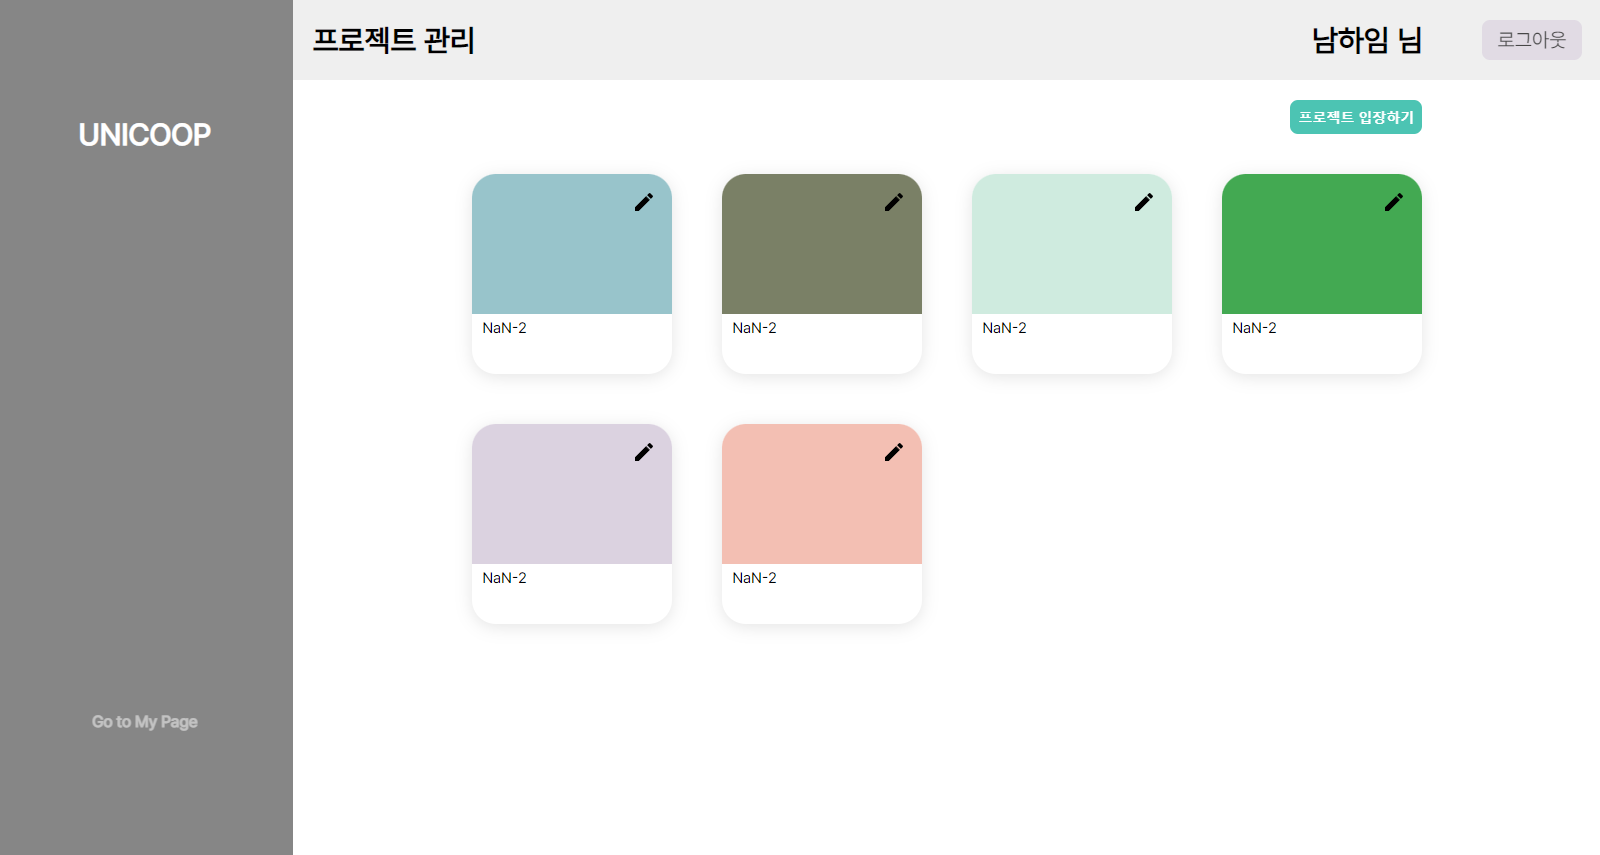 UNICOOP
Go to My Page
프로젝트 관리
남하임 님
로그아웃
프로젝트 입장하기
NaN-2
NaN-2
NaN-2
NaN-2
NaN-2
NaN-2